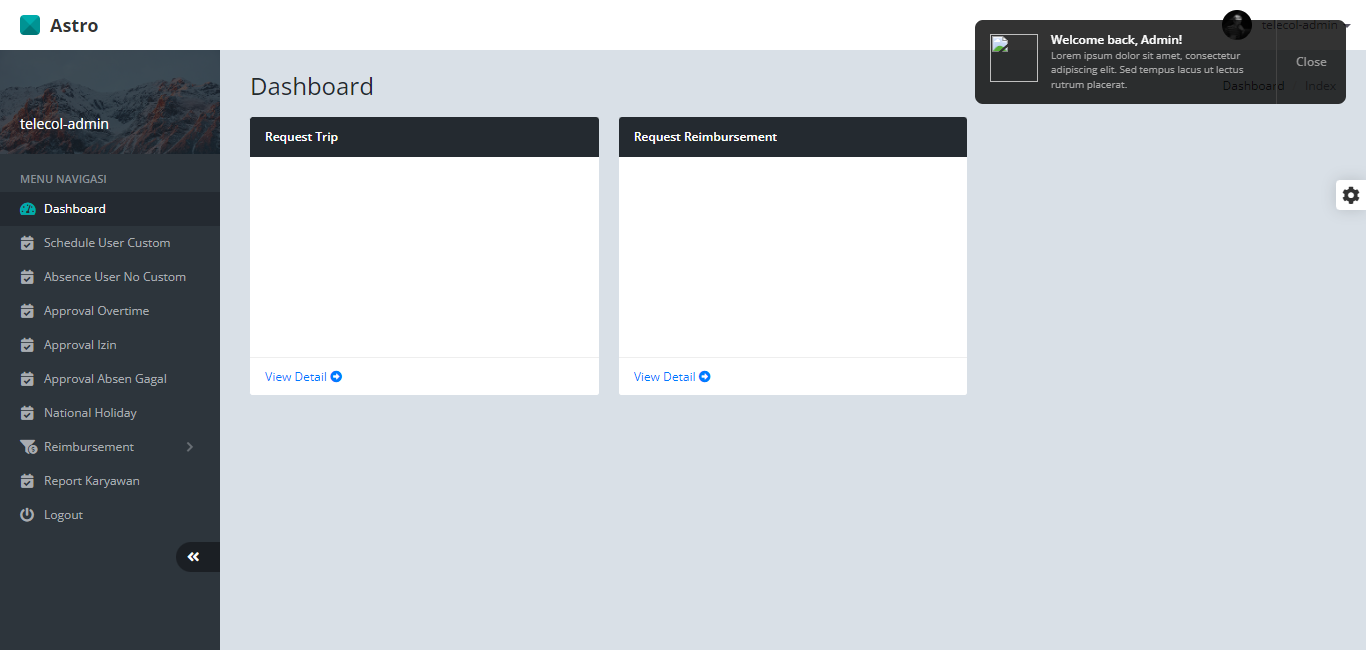 Astro
telecol-admin
Welcome back, Admin!
Lorem ipsum dolor sit amet, consectetur
adipiscing elit. Sed tempus lacus ut lectus
rutrum placerat.
Close
Dashboard / Index
telecol-admin
MENU NAVIGASI
Dashboard
Schedule User Custom
Absence User No Custom
Approval Overtime
Approval Izin
Approval Absen Gagal
National Holiday
Reimbursement
Report Karyawan
Logout
Dashboard
Request Trip
View Detail
Request Reimbursement
View Detail